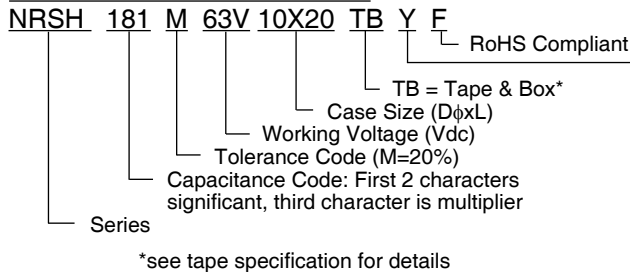 NRSH 181 M 63V 10X20 TB Y F
RoHS Compliant
TB = Tape & Box*
Case Size (DϕxL)
Working Voltage (Vdc)
Tolerance Code (M=20%)
Capacitance Code: First 2 characters
significant, third character is multiplier
Series
*see tape specification for details